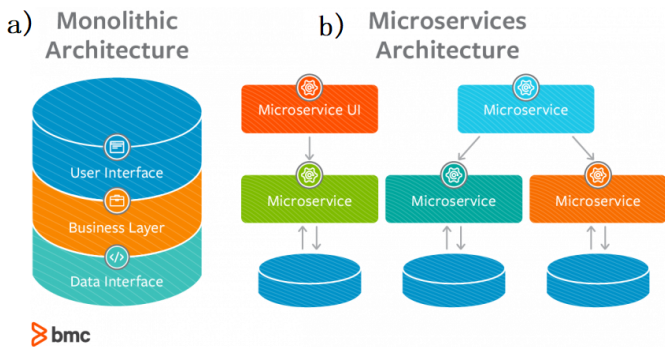 a) Monolithic
Architecture
User Interface
Business Layer
Data Interface
b) Microservices
Architecture
Microservice UI
Microservice
Microservice
Microservice
Microservice
bmc